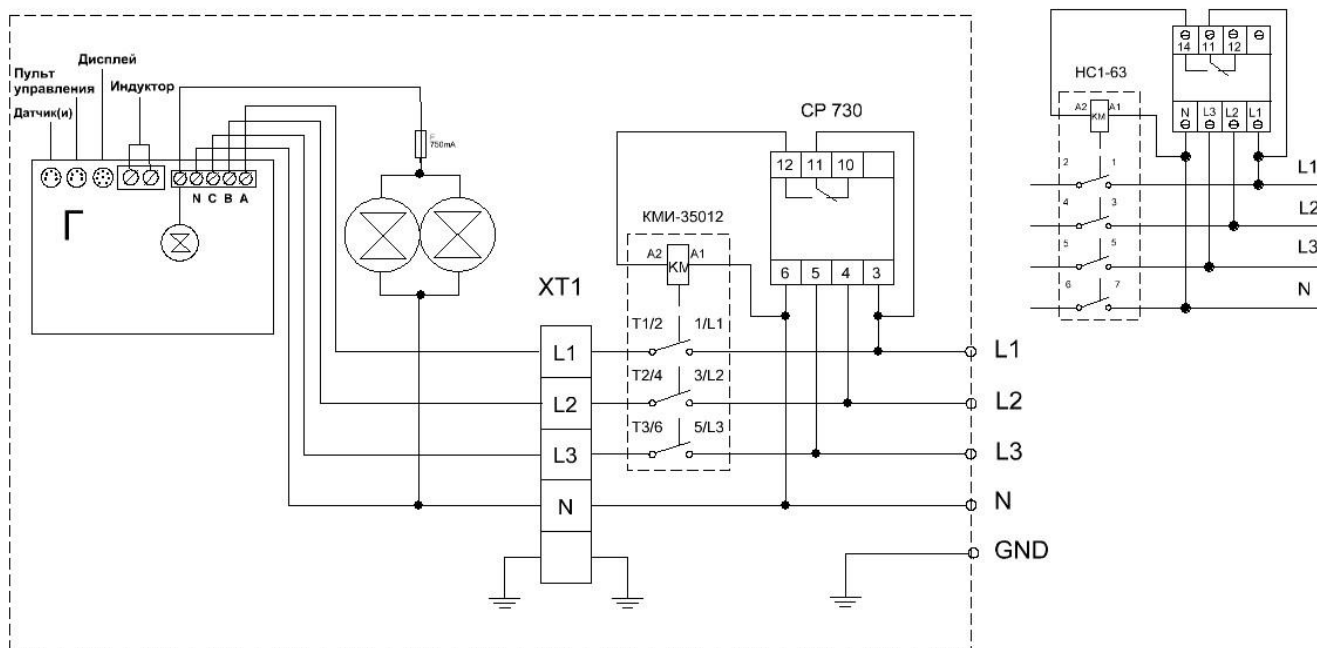 Дисплей
Пульт
управления
Индуктор
Датчик(и)
N C B A
Г
F
750mA
XT1
L1
L2
L3
N
КМИ-35012
A2 KM A1
T1/2 1/L1
T2/4 3/L2
T3/6 5/L3
CP 730
12 11 10
6 5 4 3
L1
L2
L3
N
GND
НС1-63
A2 KM A1
2 1
4 3
5 5
6 7
14 11 12
N L3 L2 L1
L1
L2
L3
N